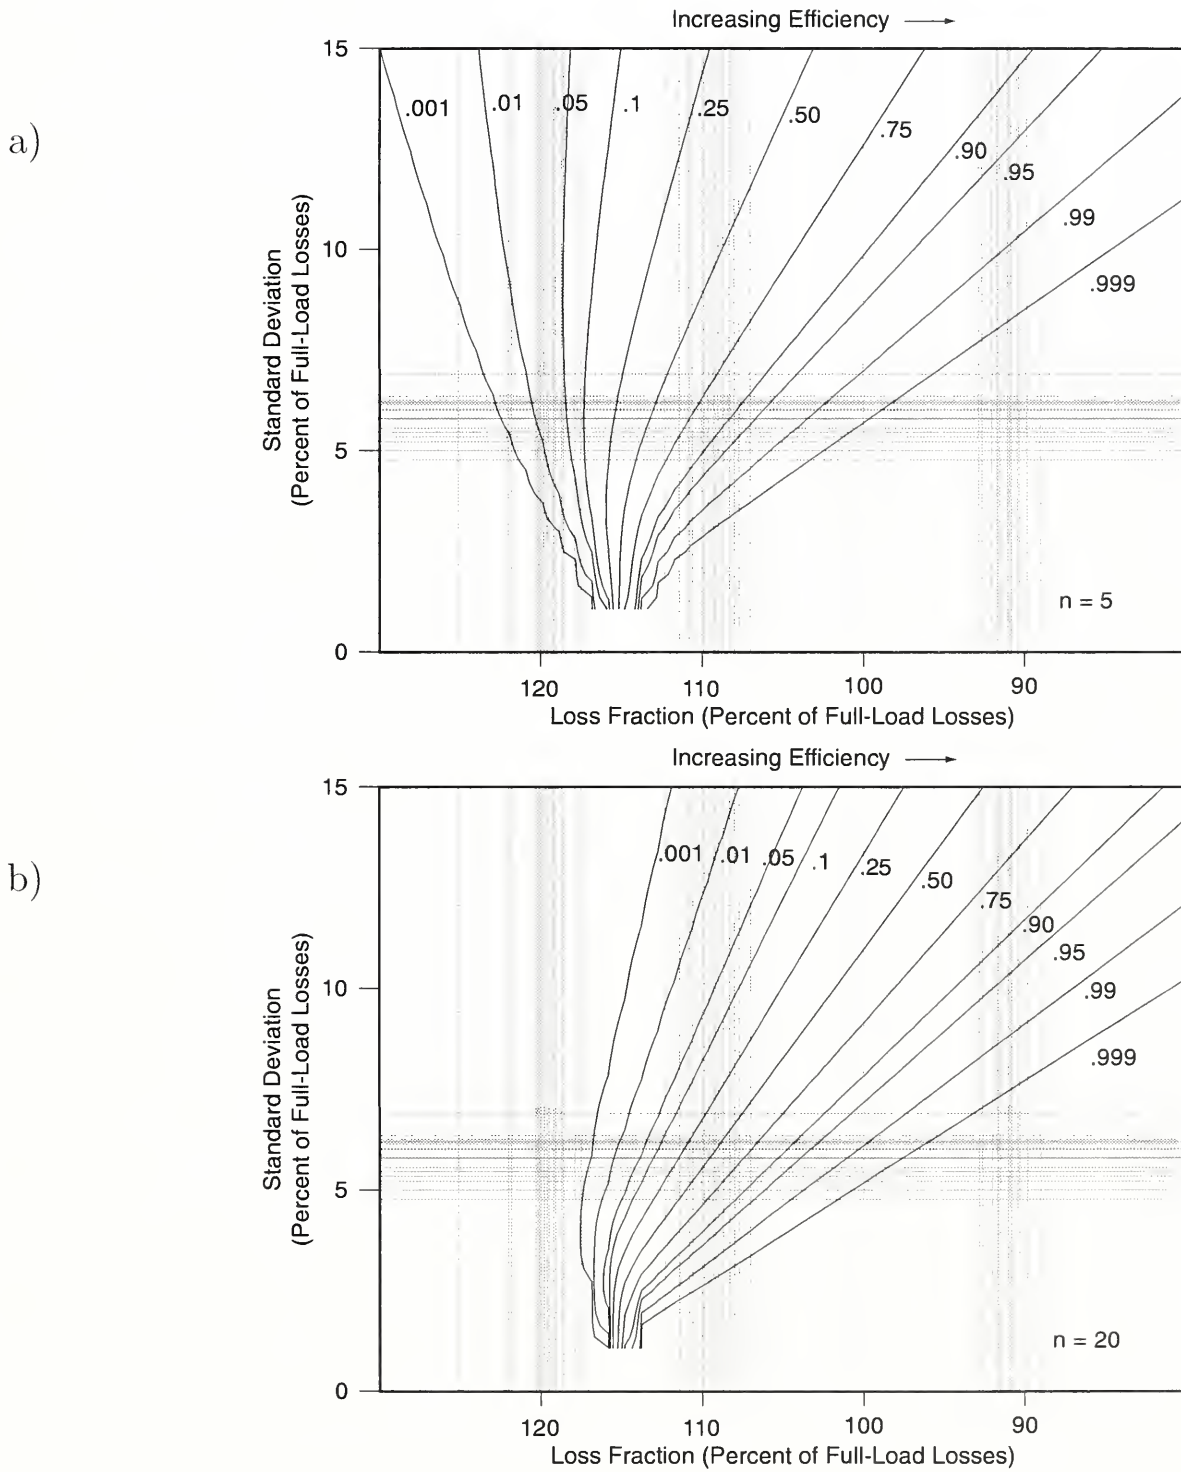 a)
Increasing Efficiency →
15
10
5
0
Standard Deviation
(Percent of Full-Load Losses)
.001 .01 .05 .1 .25 .50 .75 .90 .95 .99 .999
n = 5
120 110 100 90
Loss Fraction (Percent of Full-Load Losses)
b)
Increasing Efficiency →
15
10
5
0
Standard Deviation
(Percent of Full-Load Losses)
.001 .01 .05 .1 .25 .50 .75 .90 .95 .99 .999
n = 20
120 110 100 90
Loss Fraction (Percent of Full-Load Losses)